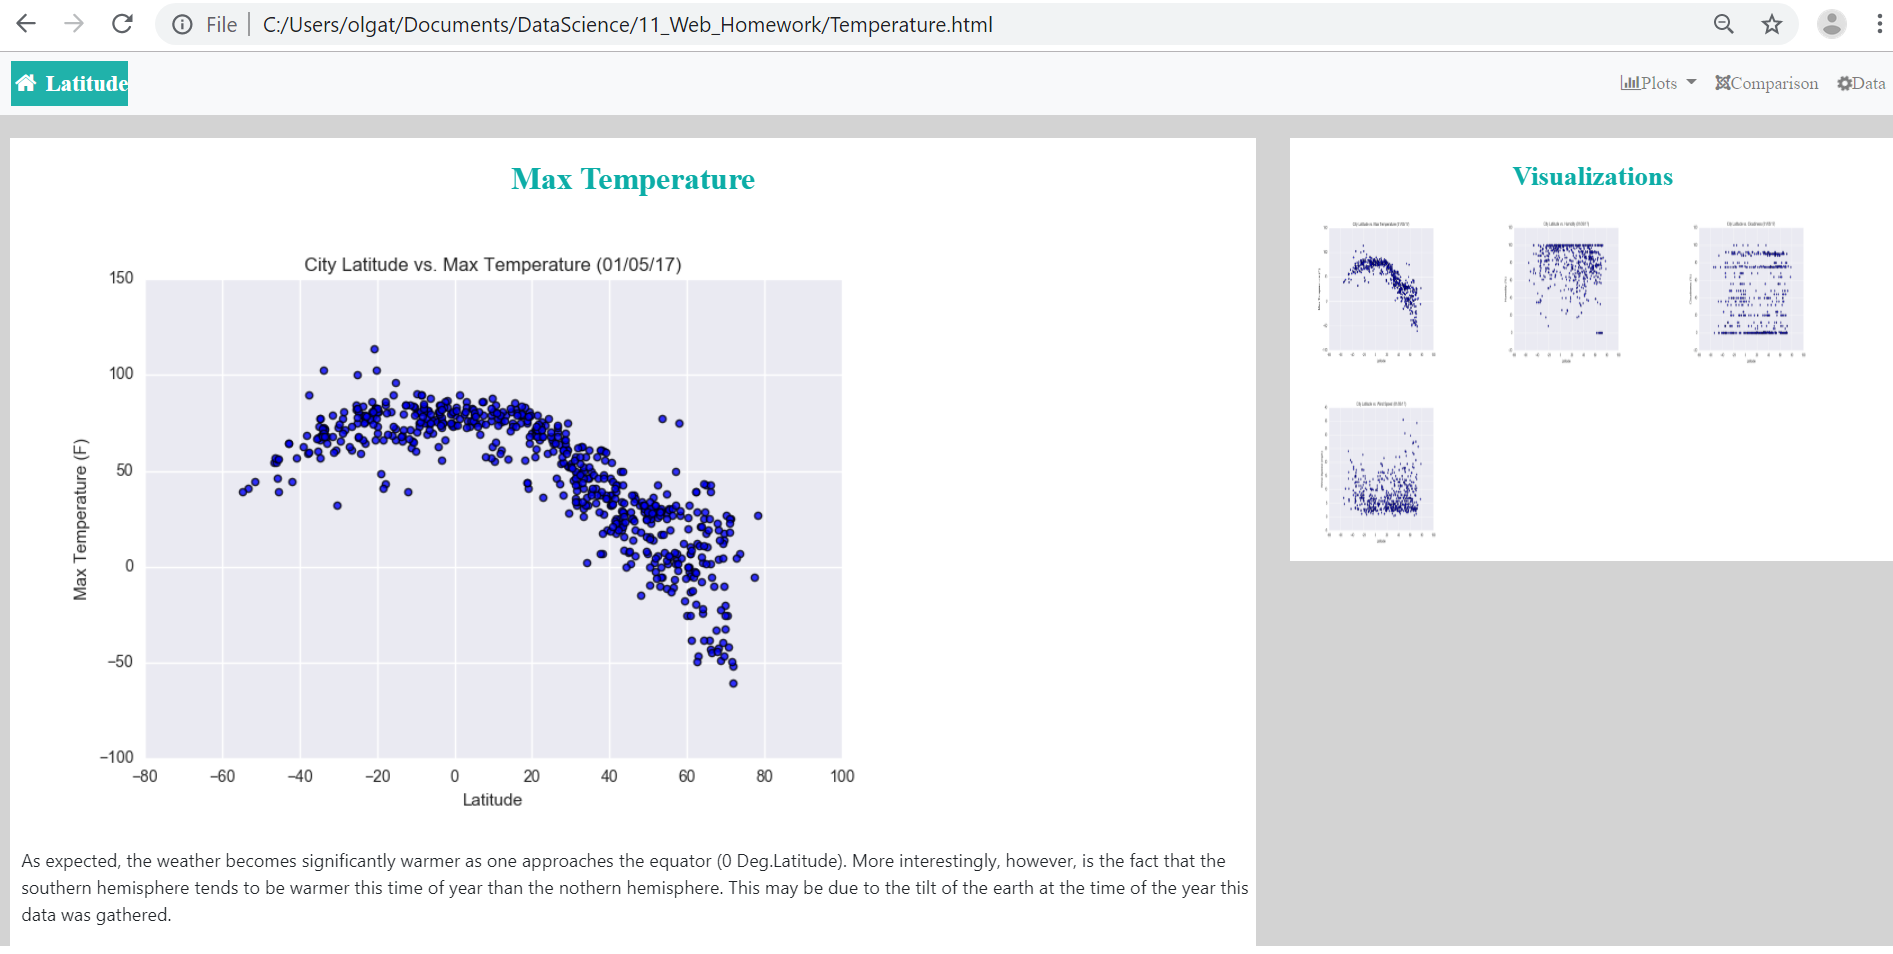 File
C:/Users/olgat/Documents/DataScience/11_Web_Homework/Temperature.html
Latitude
Plots
Comparison
Data
Max Temperature
City Latitude vs. Max Temperature (01/05/17)
150
100
50
0
−50
−100
Max Temperature (F)
−80 −60 −40 −20 0 20 40 60 80 100
Latitude
As expected, the weather becomes significantly warmer as one approaches the equator (0 Deg.Latitude). More interestingly, however, is the fact that the
southern hemisphere tends to be warmer this time of year than the nothern hemisphere. This may be due to the tilt of the earth at the time of the year this
data was gathered.
Visualizations